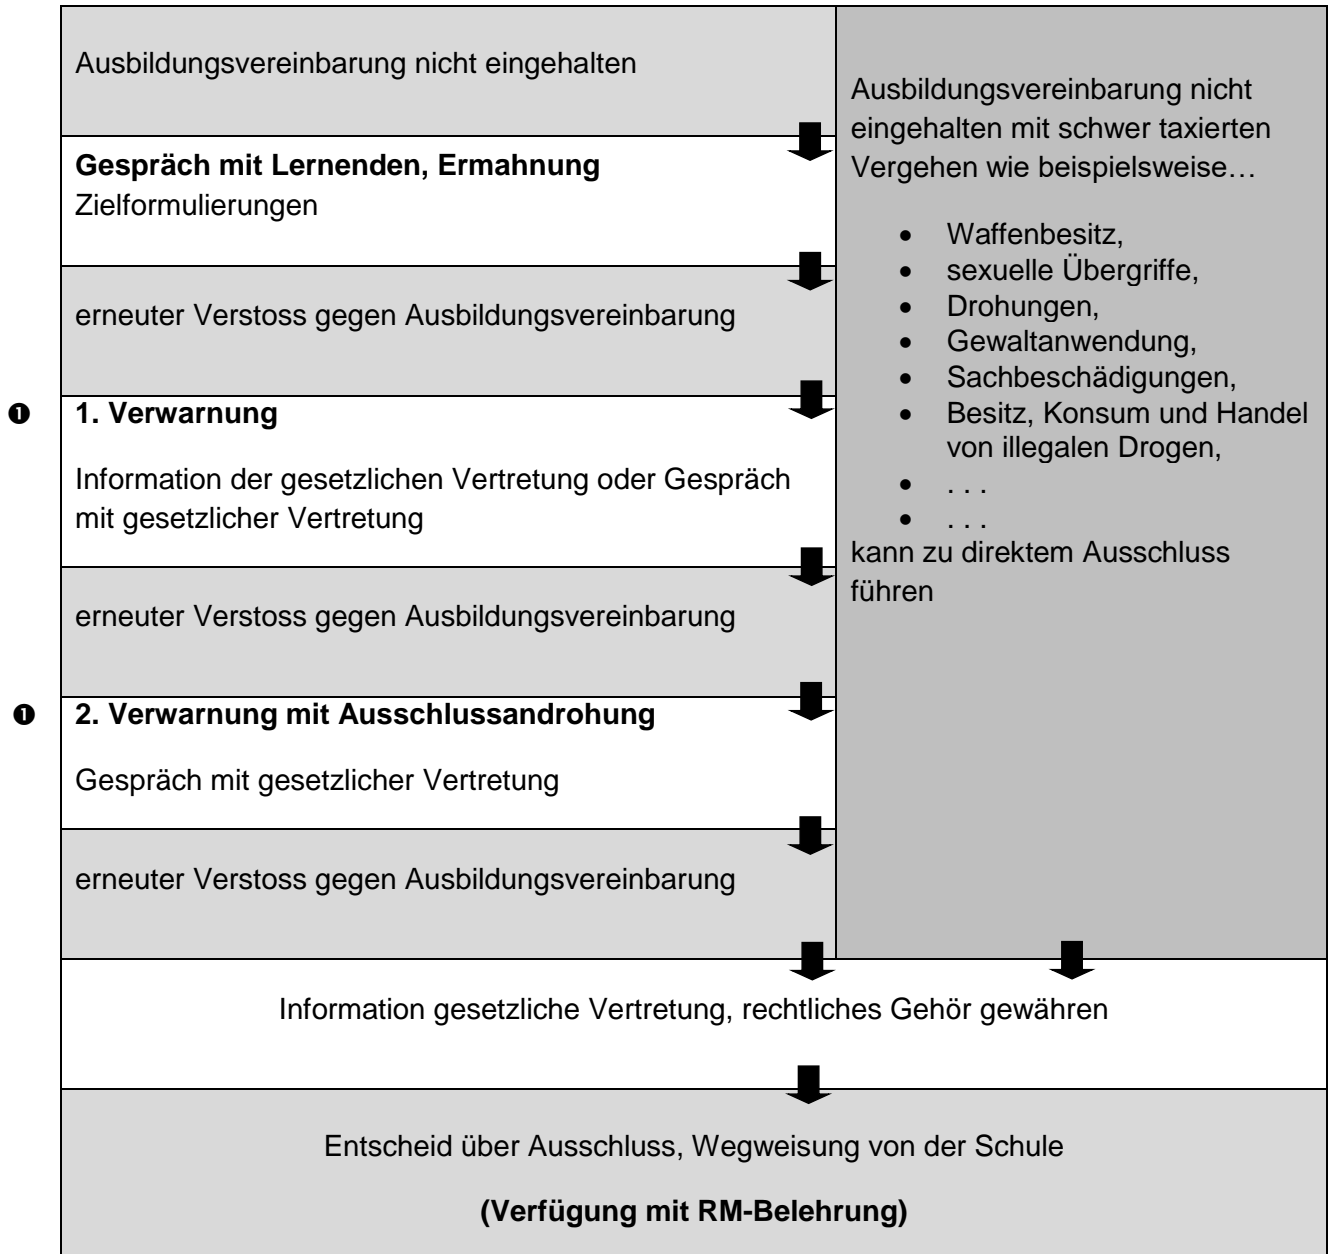 Ausbildungsvereinbarung nicht eingehalten
Gespräch mit Lernenden, Ermahnung
Zielformulierungen
erneuter Verstoss gegen Ausbildungsvereinbarung
❶ 1. Verwarnung
Information der gesetzlichen Vertretung oder Gespräch
mit gesetzlicher Vertretung
erneuter Verstoss gegen Ausbildungsvereinbarung
❶ 2. Verwarnung mit Ausschlussandrohung
Gespräch mit gesetzlicher Vertretung
erneuter Verstoss gegen Ausbildungsvereinbarung
Ausbildungsvereinbarung nicht
eingehalten mit schwer taxierten
Vergehen wie beispielsweise…
• Waffenbesitz,
• sexuelle Übergriffe,
• Drohungen,
• Gewaltanwendung,
• Sachbeschädigungen,
• Besitz, Konsum und Handel
von illegalen Drogen,
• . . .
• . . .
kann zu direktem Ausschluss
führen
Information gesetzliche Vertretung, rechtliches Gehör gewähren
Entscheid über Ausschluss, Wegweisung von der Schule
(Verfügung mit RM-Belehrung)